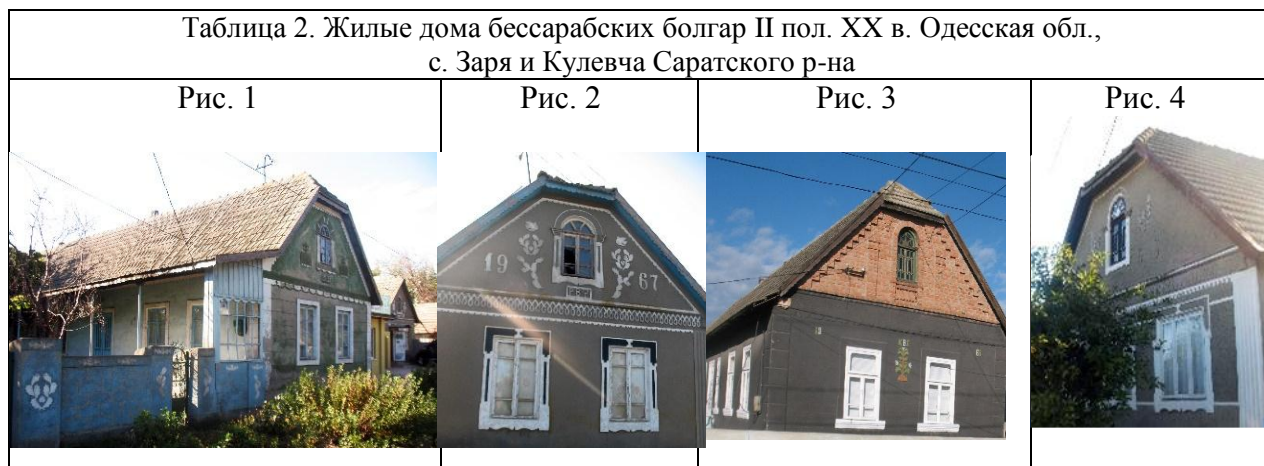 Таблица 2. Жилые дома бессарабских болгар II пол. XX в. Одесская обл.,
с. Заря и Кулевча Саратского р-на
Рис. 1
Рис. 2
Рис. 3
Рис. 4
19 67